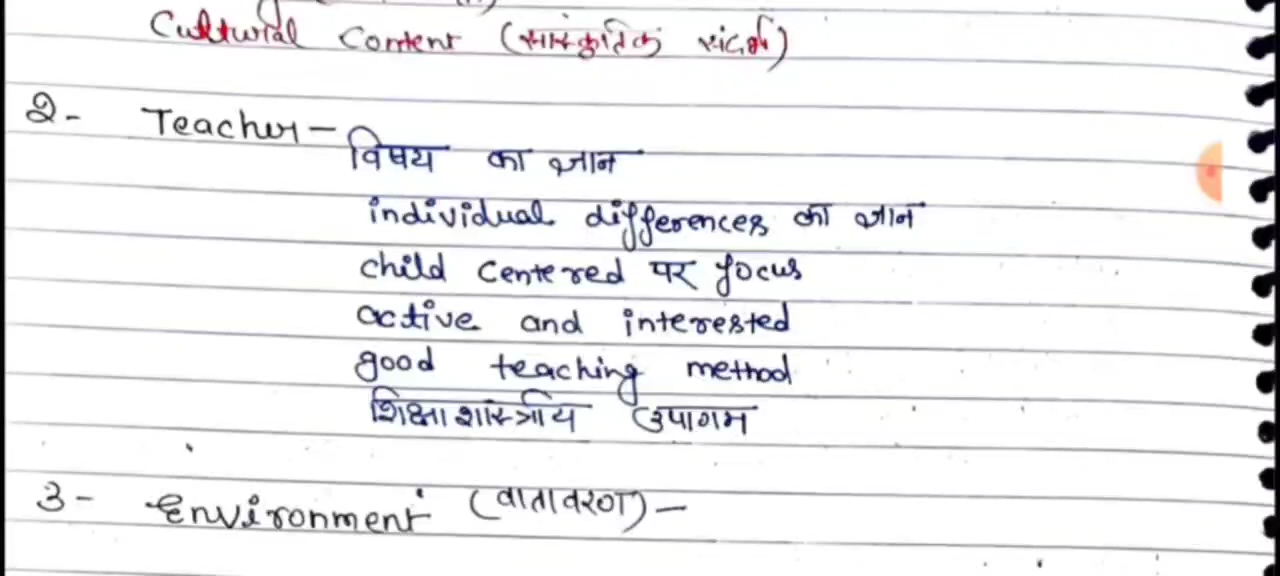 Cultural Content (सांस्कृतिक संदर्भ)
2- Teacher-
विषय का ज्ञान
individual differences का ज्ञान
child centered पर focus
active and interested
good teaching method
शिक्षाशास्त्रीय उपागम
3- Environment (वातावरण)-